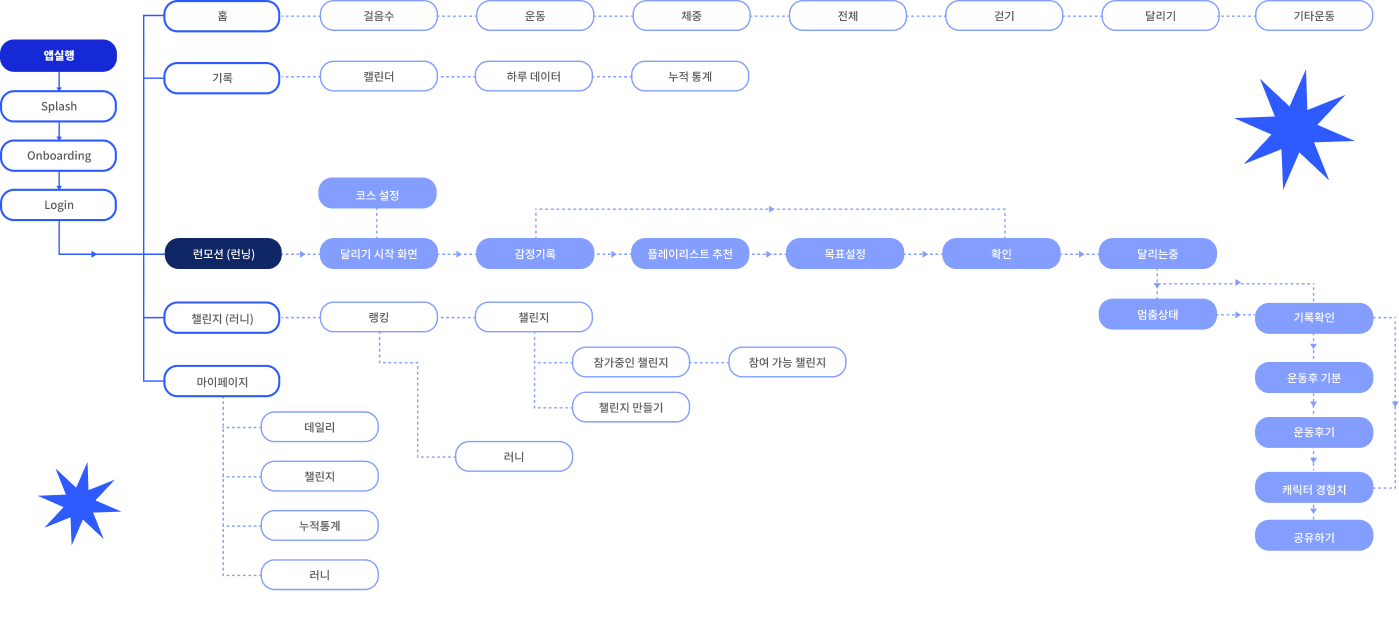 홈
걸음수
운동
체중
전체
걷기
달리기
기타운동
앱실행
Splash
Onboarding
Login
기록
캘린더
하루 데이터
누적 통계
코스 설정
런모션 (런닝)
달리기 시작 화면
감정기록
플레이리스트 추천
목표설정
확인
달리는중
멈춤상태
기록확인
운동후 기분
운동후기
캐릭터 경험치
공유하기
챌린지 (러니)
랭킹
챌린지
참가중인 챌린지
참여 가능 챌린지
챌린지 만들기
러니
마이페이지
데일리
챌린지
누적통계
러니